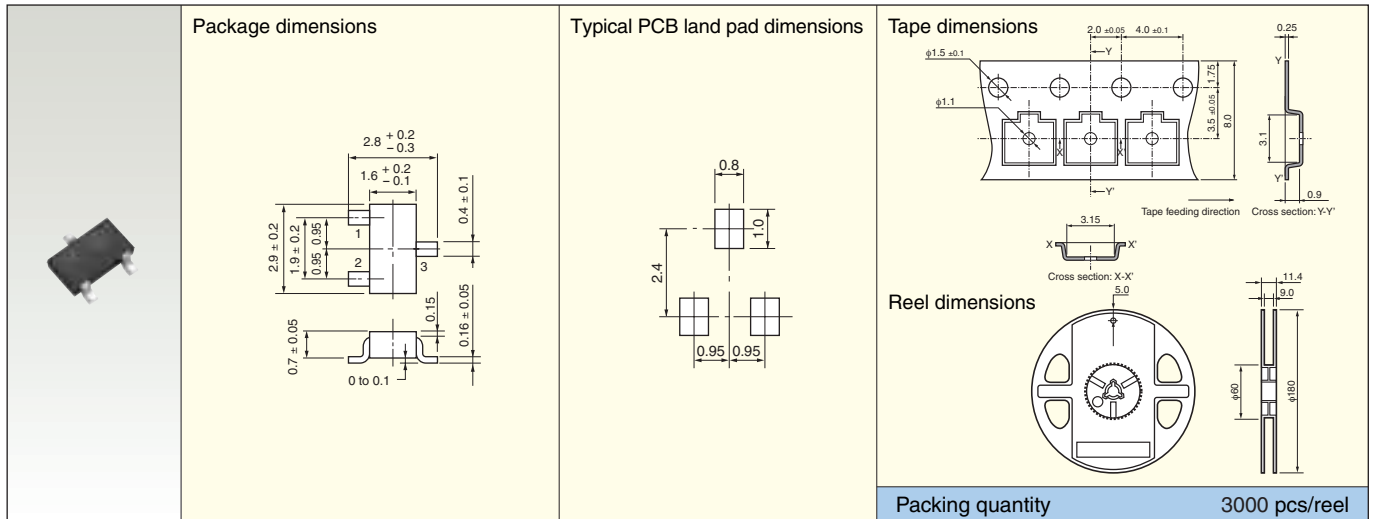 Package dimensions
2.8 + 0.2 − 0.3
1.6 + 0.2 − 0.1
2.9 ± 0.2
1.9 ± 0.2
0.95
0.95
1
2
3
0.4 ± 0.1
0.7 ± 0.05
0.15
0.16 ± 0.05
0 to 0.1
Typical PCB land pad dimensions
0.8
1.0
2.4
0.95
0.95
Tape dimensions
2.0 ±0.05
4.0 ±0.1
0.25
φ1.5 ±0.1
φ1.1
Y
Y
X
X'
1.75
3.5 ±0.05
8.0
3.1
Y'
Y'
0.9
Tape feeding direction
Cross section: Y-Y'
3.15
X
X'
Cross section: X-X'
Reel dimensions
5.0
11.4
9.0
φ60
φ180
Packing quantity
3000 pcs/reel